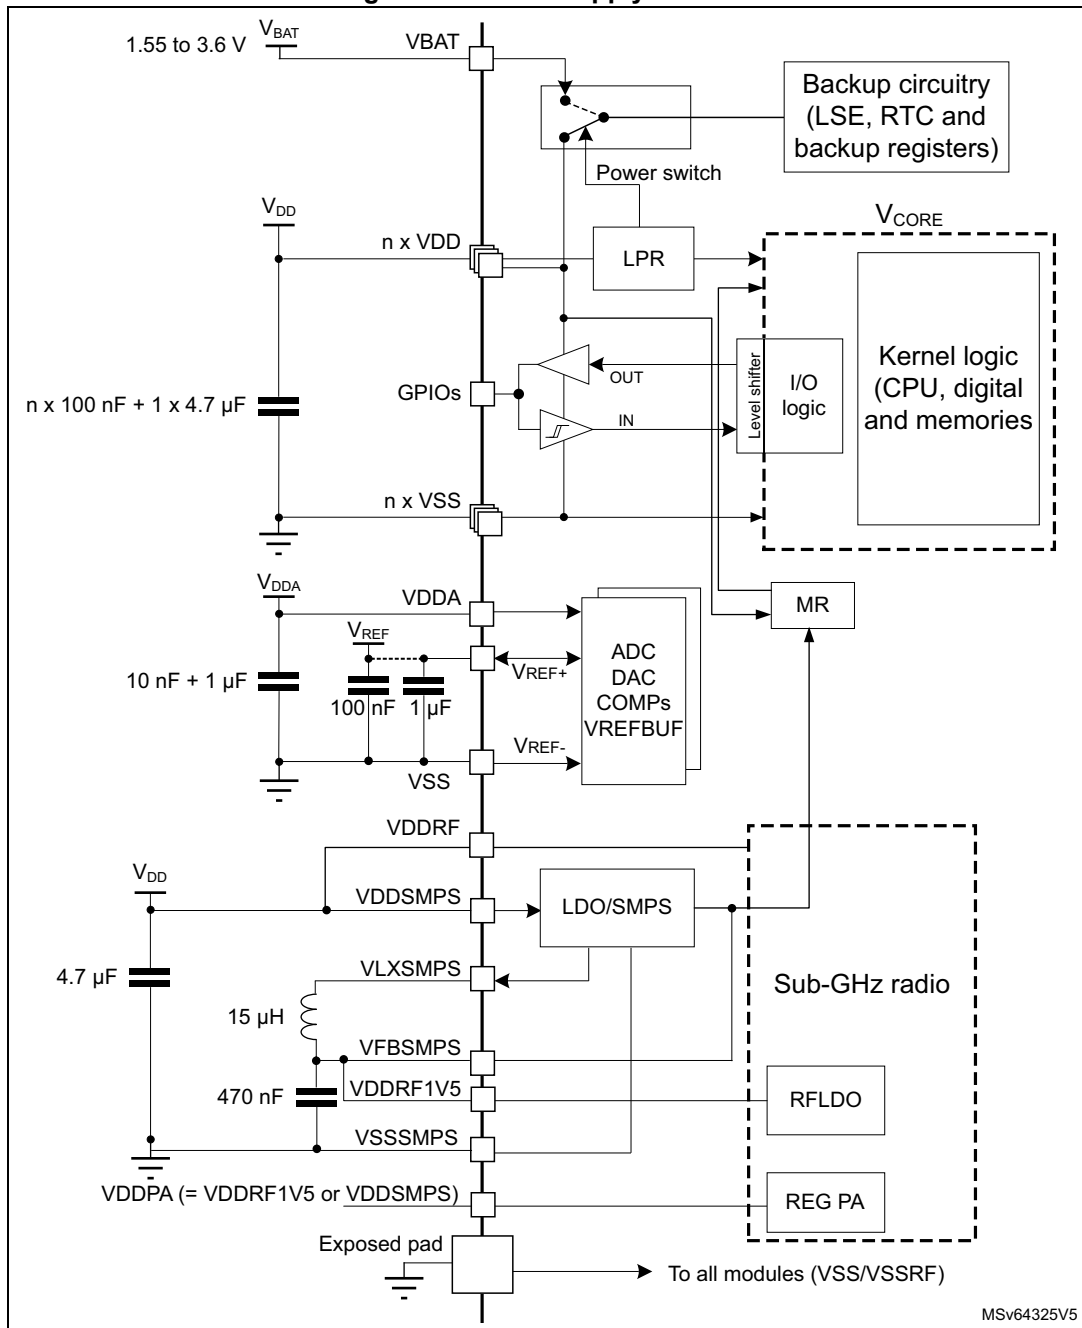 VBAT
1.55 to 3.6 V
VBAT
Backup circuitry
(LSE, RTC and
backup registers)
Power switch
VDD
VCORE
n x VDD
LPR
Kernel logic
(CPU, digital
and memories
Level shifter
I/O
logic
OUT
GPIOs
IN
n x 100 nF + 1 x 4.7 µF
n x VSS
VDDA
VDDA
MR
VREF
ADC
DAC
COMPs
VREFBUF
VREF+
10 nF + 1 µF
100 nF
1 µF
VREF-
VSS
VDDRF
VDD
VDDSMPS
LDO/SMPS
4.7 µF
VLXSMPS
Sub-GHz radio
15 µH
VFBSMPS
470 nF
VDDRF1V5
RFLDO
VSSSMPS
VDDPA (= VDDRF1V5 or VDDSMPS)
REG PA
Exposed pad
To all modules (VSS/VSSRF)
MSv64325V5